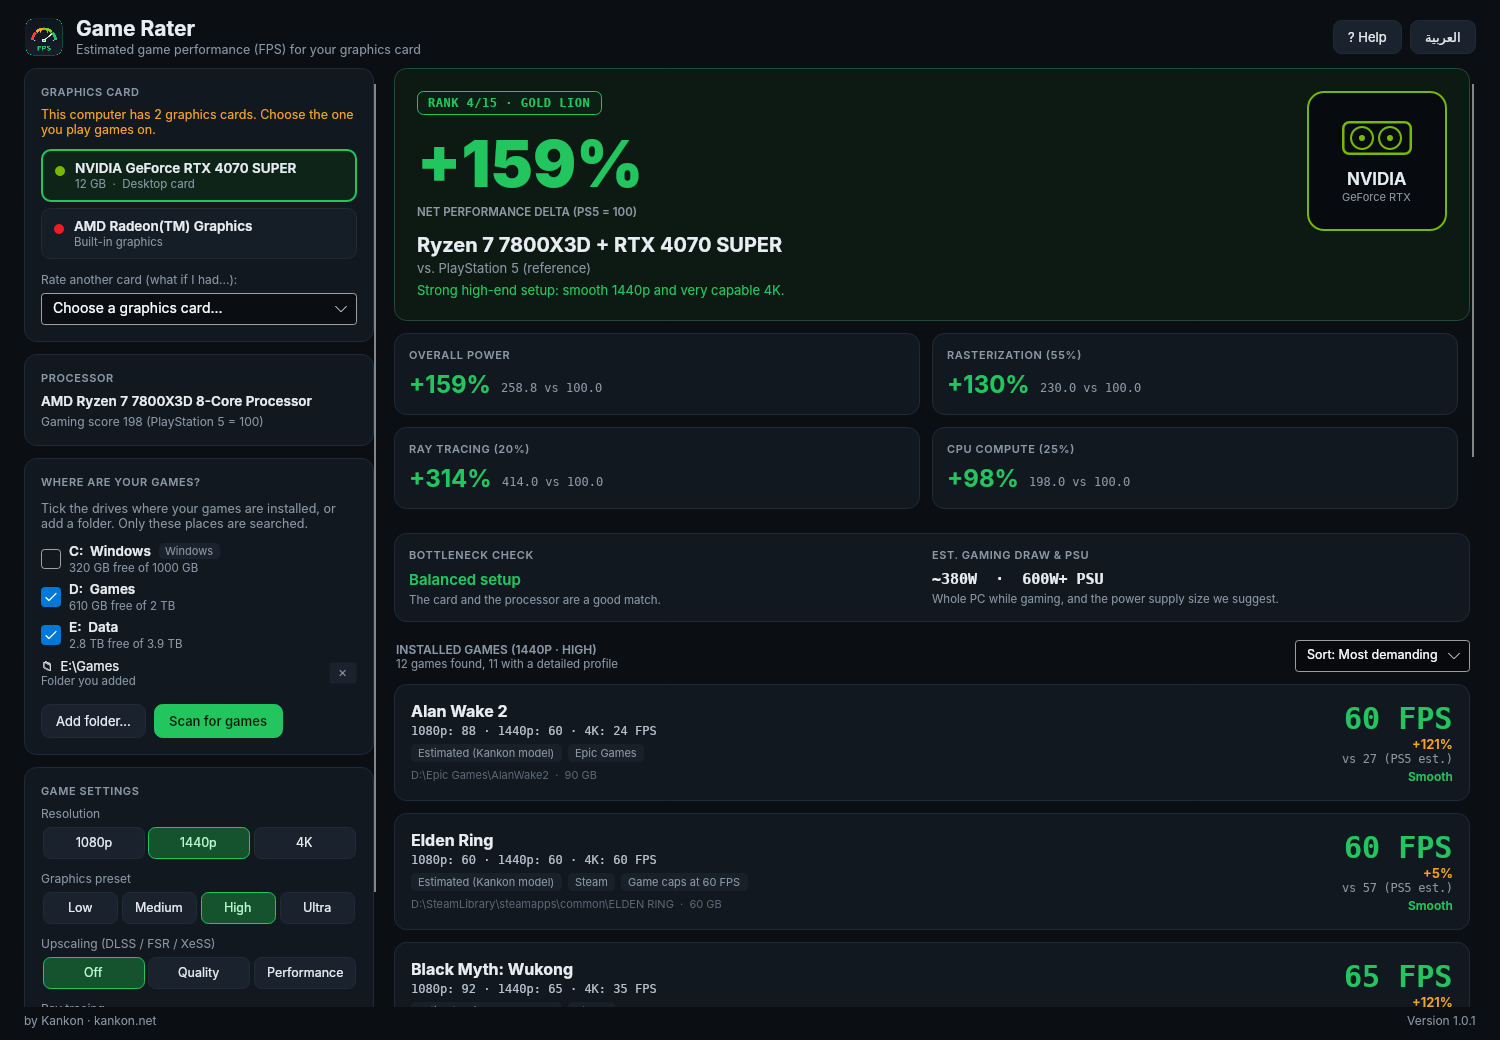 FPS
Game Rater
Estimated game performance (FPS) for your graphics card
? Help
العربية
GRAPHICS CARD
This computer has 2 graphics cards. Choose the one
you play games on.
NVIDIA GeForce RTX 4070 SUPER
12 GB · Desktop card
AMD Radeon(TM) Graphics
Built-in graphics
Rate another card (what if I had...):
Choose a graphics card...
PROCESSOR
AMD Ryzen 7 7800X3D 8-Core Processor
Gaming score 198 (PlayStation 5 = 100)
WHERE ARE YOUR GAMES?
Tick the drives where your games are installed, or
add a folder. Only these places are searched.
C: Windows Windows
320 GB free of 1000 GB
D: Games
610 GB free of 2 TB
E: Data
2.8 TB free of 3.9 TB
E:\Games
Folder you added
×
Add folder... Scan for games
GAME SETTINGS
Resolution
1080p 1440p 4K
Graphics preset
Low Medium High Ultra
Upscaling (DLSS / FSR / XeSS)
Off Quality Performance
RANK 4/15 · GOLD LION
+159%
NET PERFORMANCE DELTA (PS5 = 100)
Ryzen 7 7800X3D + RTX 4070 SUPER
vs. PlayStation 5 (reference)
Strong high-end setup: smooth 1440p and very capable 4K.
NVIDIA
GeForce RTX
OVERALL POWER
+159% 258.8 vs 100.0
RASTERIZATION (55%)
+130% 230.0 vs 100.0
RAY TRACING (20%)
+314% 414.0 vs 100.0
CPU COMPUTE (25%)
+98% 198.0 vs 100.0
BOTTLENECK CHECK
Balanced setup
The card and the processor are a good match.
EST. GAMING DRAW & PSU
~380W · 600W+ PSU
Whole PC while gaming, and the power supply size we suggest.
INSTALLED GAMES (1440P · HIGH)
12 games found, 11 with a detailed profile
Sort: Most demanding
Alan Wake 2
1080p: 88 · 1440p: 60 · 4K: 24 FPS
Estimated (Kankon model) Epic Games
D:\Epic Games\AlanWake2 · 90 GB
60 FPS
+121%
vs 27 (PS5 est.)
Smooth
Elden Ring
1080p: 60 · 1440p: 60 · 4K: 60 FPS
Estimated (Kankon model) Steam Game caps at 60 FPS
D:\SteamLibrary\steamapps\common\ELDEN RING · 60 GB
60 FPS
+5%
vs 57 (PS5 est.)
Smooth
Black Myth: Wukong
1080p: 92 · 1440p: 65 · 4K: 35 FPS
65 FPS
+121%
by Kankon · kankon.net
Version 1.0.1